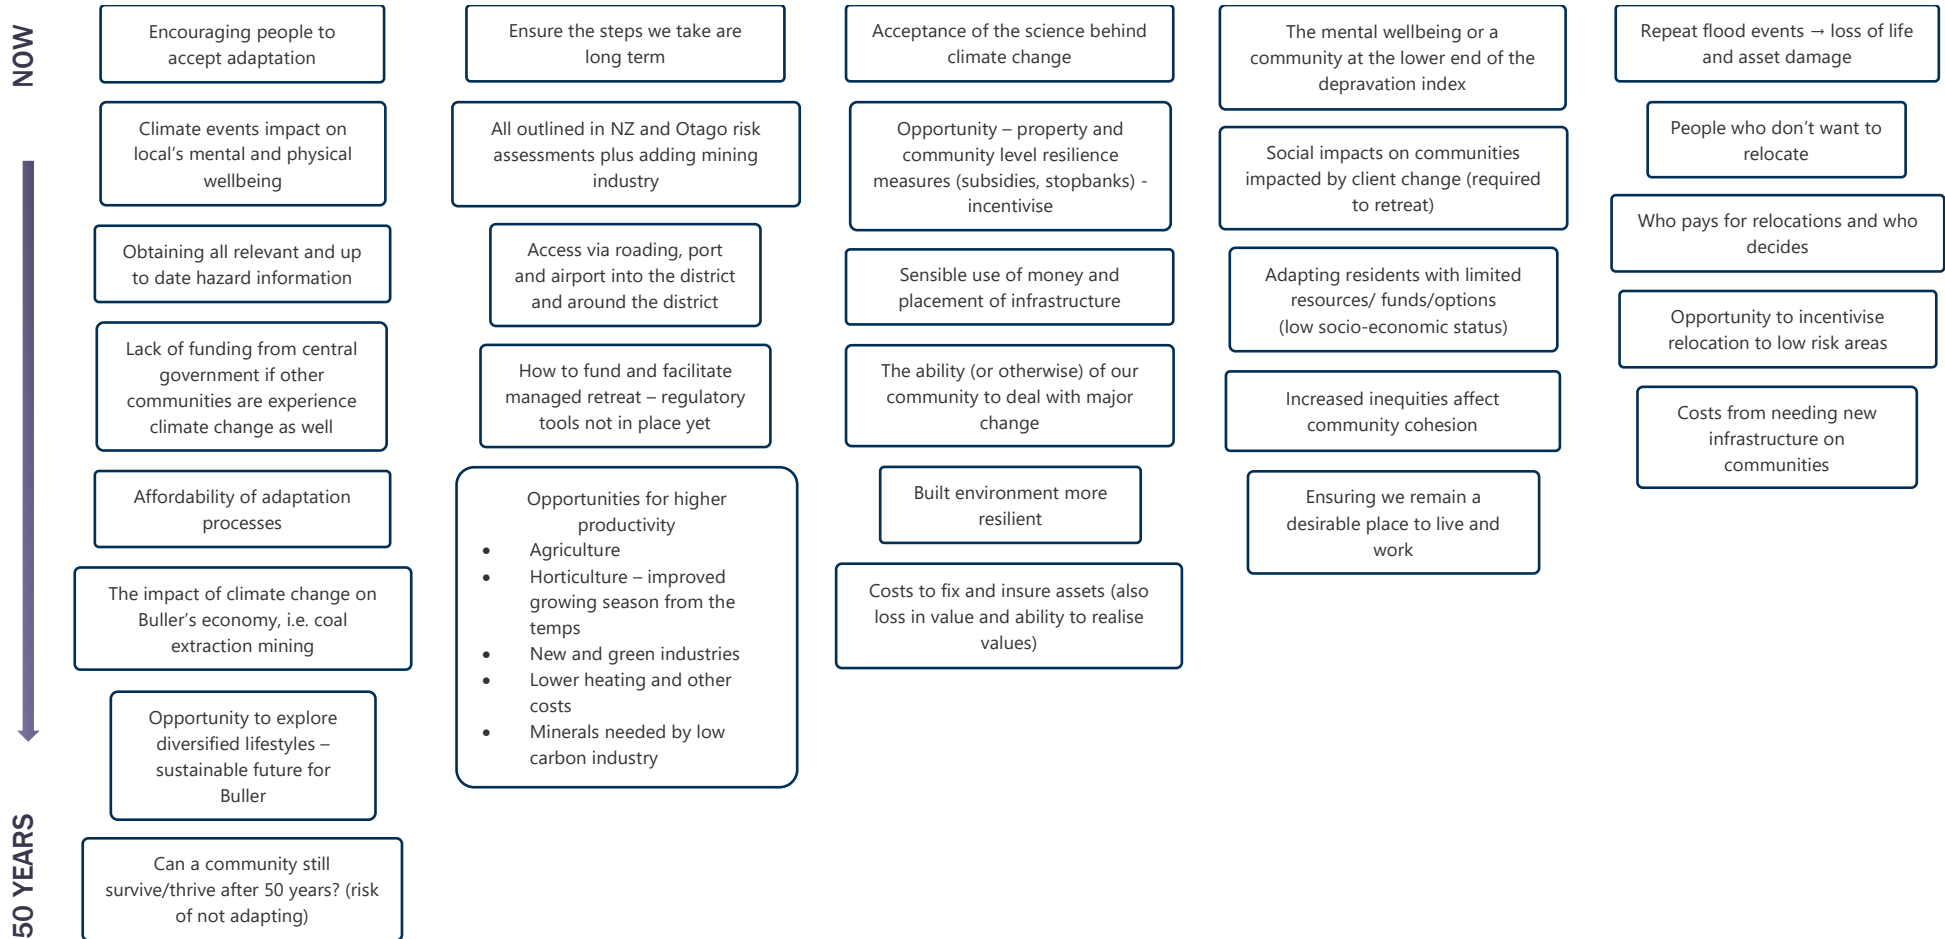 NOW
50 YEARS
Encouraging people to
accept adaptation
Climate events impact on
local's mental and physical
wellbeing
Obtaining all relevant and up
to date hazard information
Lack of funding from central
government if other
communities are experience
climate change as well
Affordability of adaptation
processes
The impact of climate change on
Buller's economy, i.e. coal
extraction mining
Opportunity to explore
diversified lifestyles –
sustainable future for
Buller
Can a community still
survive/thrive after 50 years? (risk
of not adapting)
Ensure the steps we take are
long term
All outlined in NZ and Otago risk
assessments plus adding mining
industry
Access via roading, port
and airport into the district
and around the district
How to fund and facilitate
managed retreat – regulatory
tools not in place yet
Opportunities for higher
productivity
• Agriculture
• Horticulture – improved
growing season from the
temps
• New and green industries
• Lower heating and other
costs
• Minerals needed by low
carbon industry
Acceptance of the science behind
climate change
Opportunity – property and
community level resilience
measures (subsidies, stopbanks) -
incentivise
Sensible use of money and
placement of infrastructure
The ability (or otherwise) of our
community to deal with major
change
Built environment more
resilient
Costs to fix and insure assets (also
loss in value and ability to realise
values)
The mental wellbeing or a
community at the lower end of the
depravation index
Social impacts on communities
impacted by client change (required
to retreat)
Adapting residents with limited
resources/ funds/options
(low socio-economic status)
Increased inequities affect
community cohesion
Ensuring we remain a
desirable place to live and
work
Repeat flood events → loss of life
and asset damage
People who don't want to
relocate
Who pays for relocations and who
decides
Opportunity to incentivise
relocation to low risk areas
Costs from needing new
infrastructure on
communities